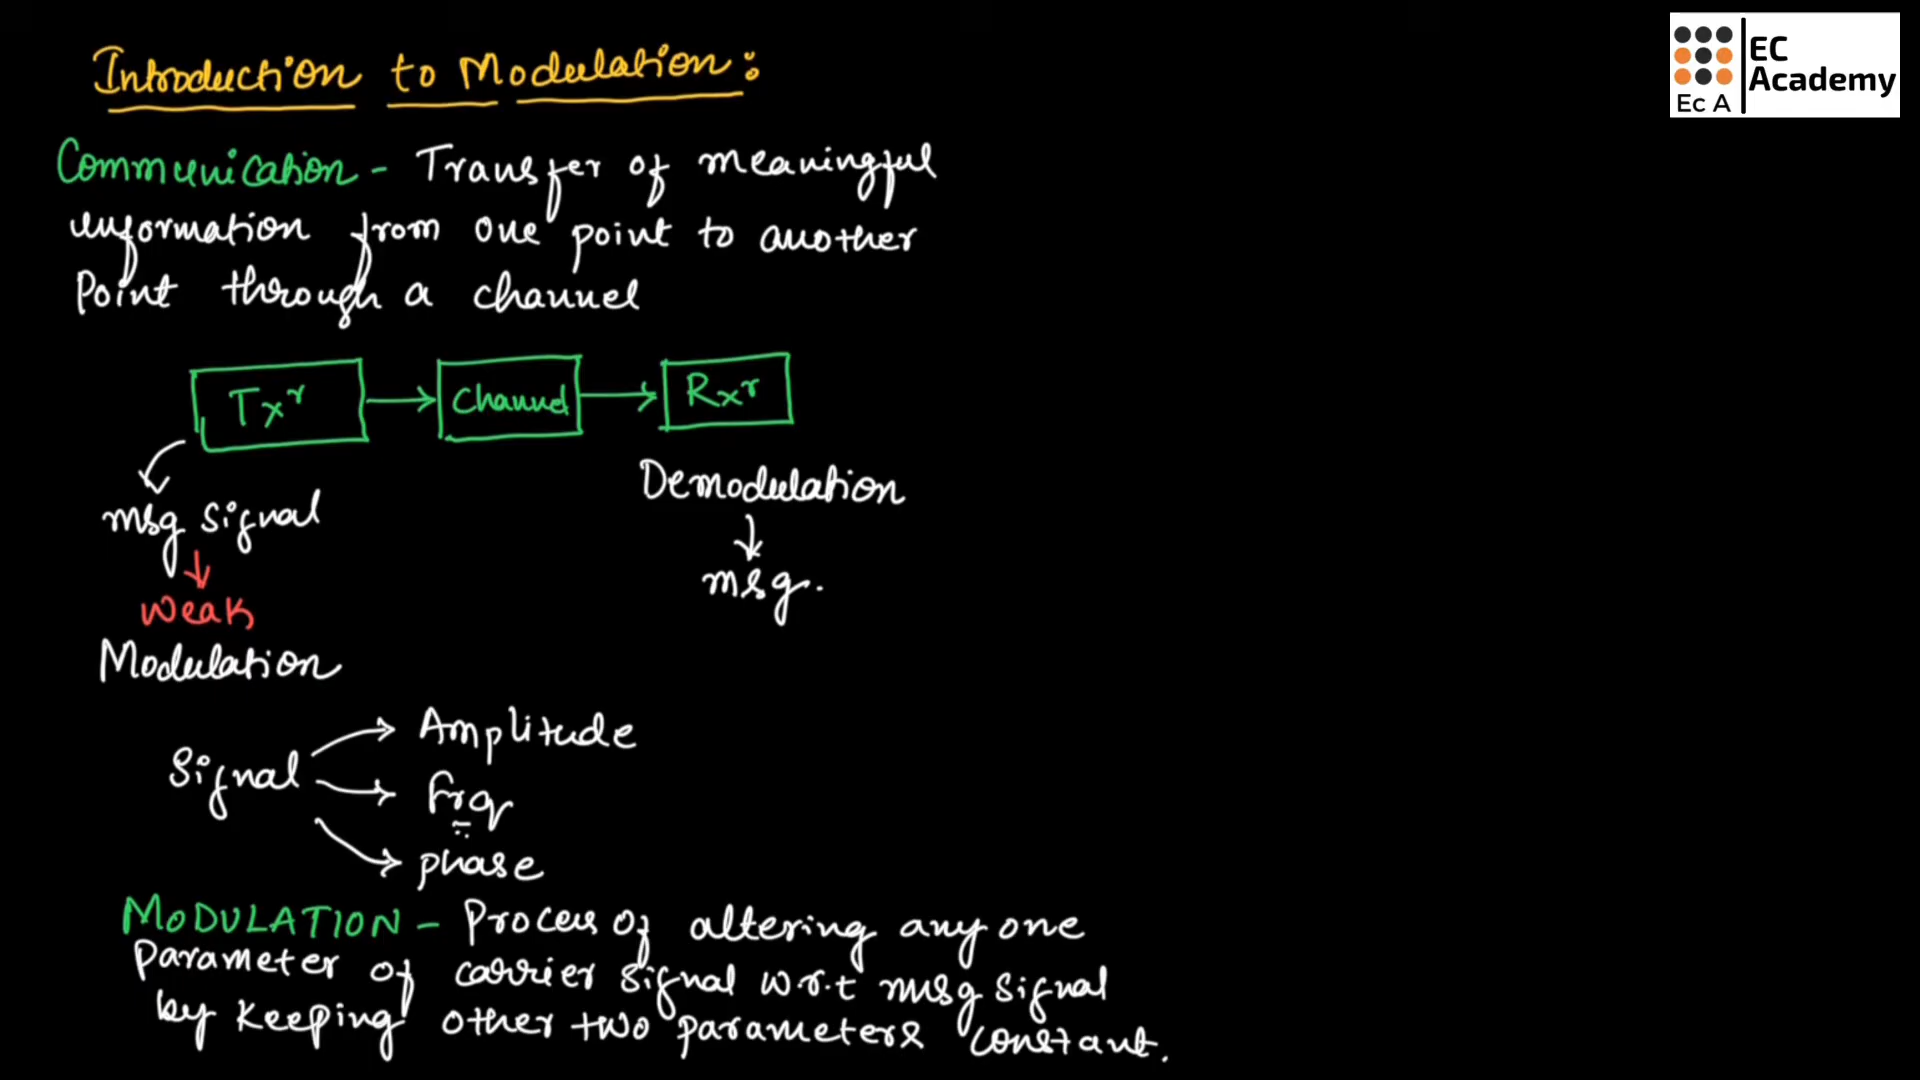 Introduction to Modulation:
EC
Academy
Ec A
Communication - Transfer of meaningful
information from one point to another
Point through a channel
Txr
Channel
Rxr
msg signal
Weak
Modulation
Demodulation
msg.
Signal
Amplitude
frq
phase
MODULATION - Process of altering any one
Parameter of carrier signal w.r.t msg signal
by keeping other two parameters constant.